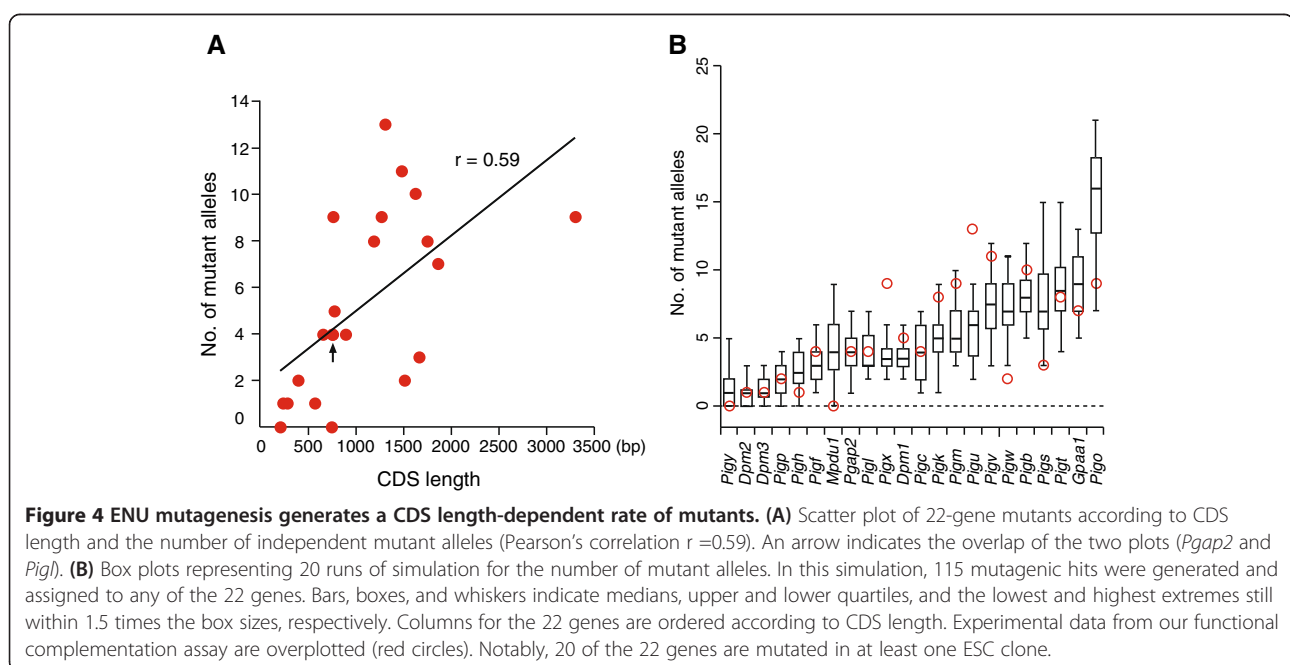 A
14
12
10
8
6
4
2
0
No. of mutant alleles
r = 0.59
0 500 1000 1500 2000 2500 3000 3500 (bp)
CDS length
B
25
20
15
10
5
0
No. of mutant alleles
Pigy
Dpm2
Dpm3
Pigp
Pigh
Pigf
Mpdu1
Pgap2
Pigl
Pigx
Dpm1
Pigc
Pigk
Pigm
Pigu
Pigv
Pigw
Pigb
Pigs
Pigt
Gpaa1
Pigo
Figure 4 ENU mutagenesis generates a CDS length-dependent rate of mutants. (A) Scatter plot of 22-gene mutants according to CDS
length and the number of independent mutant alleles (Pearson's correlation r =0.59). An arrow indicates the overlap of the two plots (Pgap2 and
Pigl). (B) Box plots representing 20 runs of simulation for the number of mutant alleles. In this simulation, 115 mutagenic hits were generated and
assigned to any of the 22 genes. Bars, boxes, and whiskers indicate medians, upper and lower quartiles, and the lowest and highest extremes still
within 1.5 times the box sizes, respectively. Columns for the 22 genes are ordered according to CDS length. Experimental data from our functional
complementation assay are overplotted (red circles). Notably, 20 of the 22 genes are mutated in at least one ESC clone.